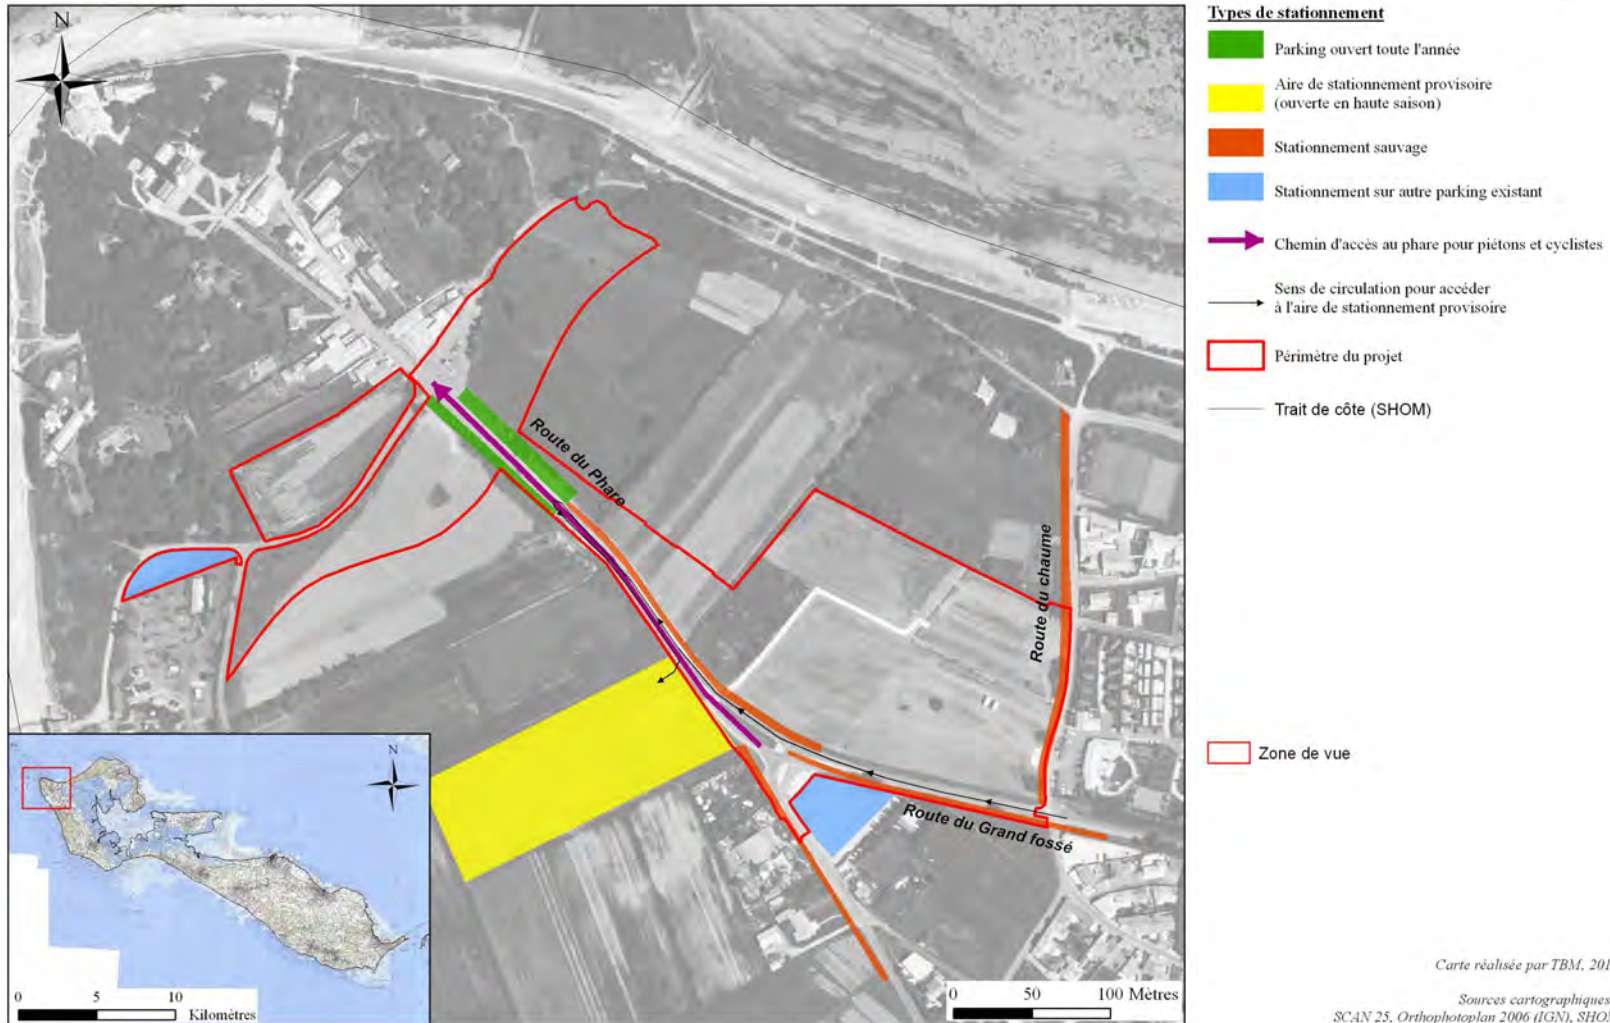 N
Route du Phare
Route du chaume
Route du Grand fossé
N
0 5 10
Kilomètres
0 50 100 Mètres
Types de stationnement
Parking ouvert toute l'année
Aire de stationnement provisoire
(ouverte en haute saison)
Stationnement sauvage
Stationnement sur autre parking existant
Chemin d'accès au phare pour piétons et cyclistes
Sens de circulation pour accéder
à l'aire de stationnement provisoire
Périmètre du projet
Trait de côte (SHOM)
Zone de vue
Carte réalisée par TBM, 201
Sources cartographiques
SCAN 25, Orthophotoplan 2006 (IGN), SHO